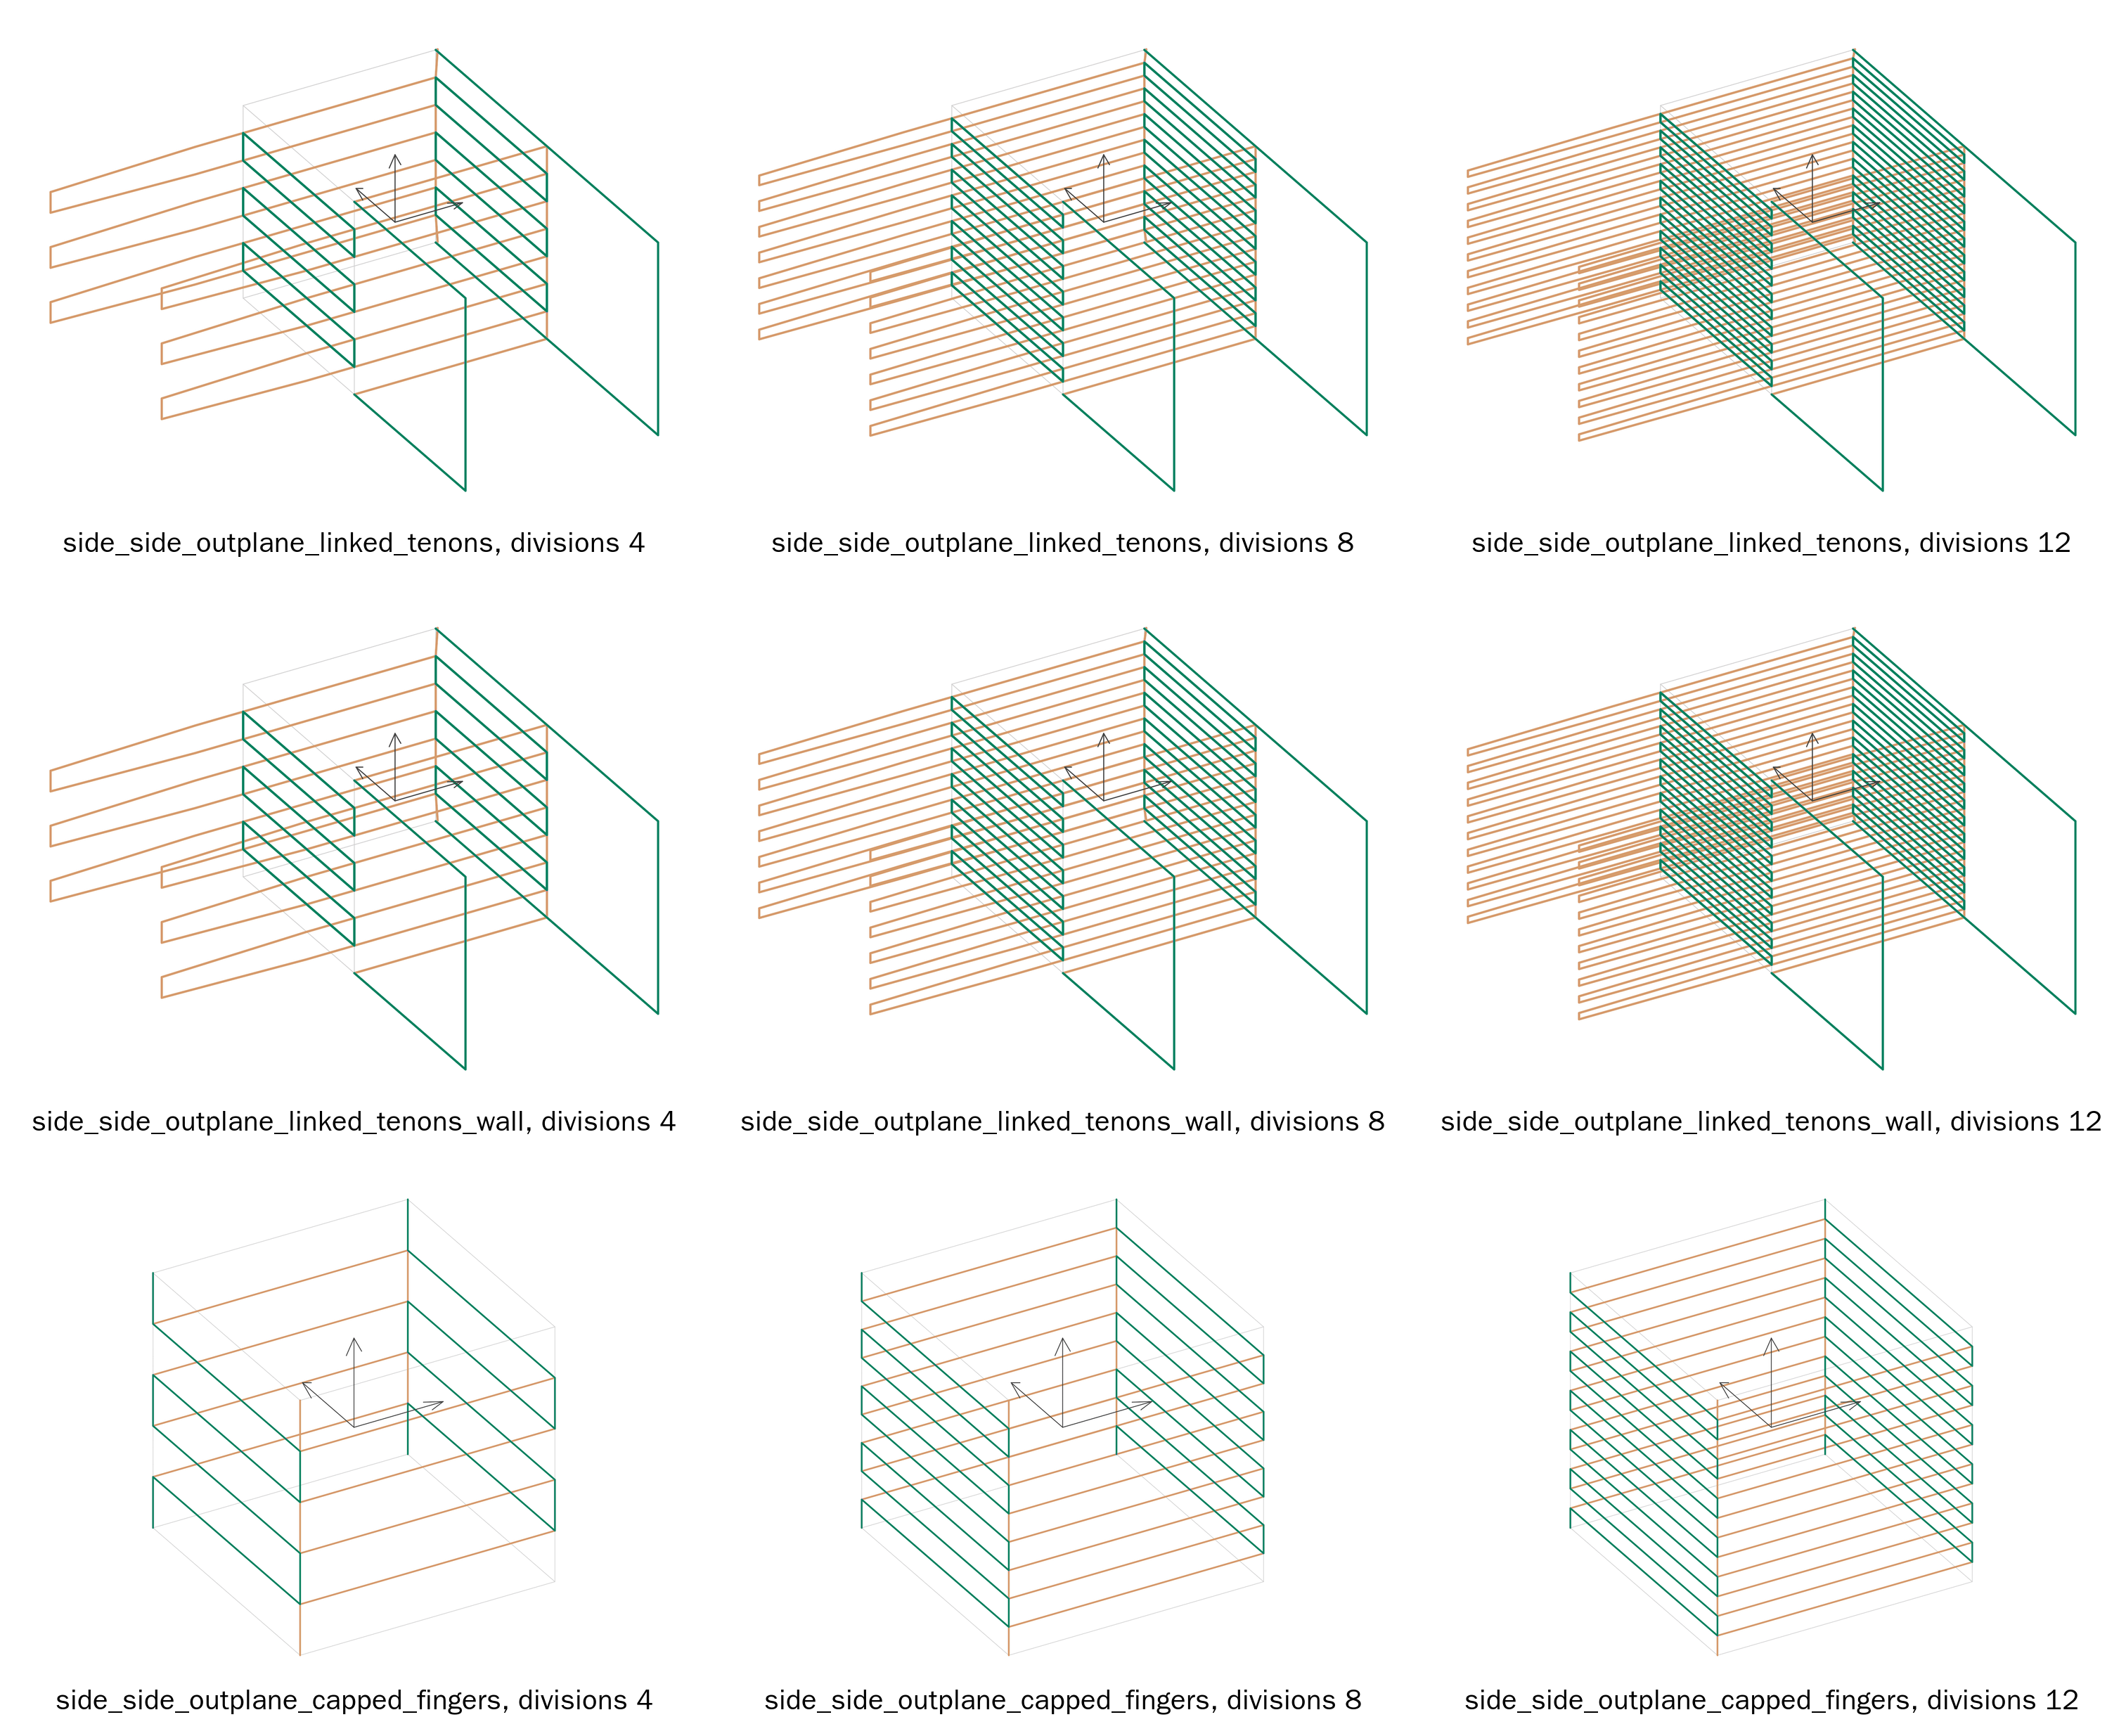 side_side_outplane_linked_tenons, divisions 4
side_side_outplane_linked_tenons, divisions 8
side_side_outplane_linked_tenons, divisions 12
side_side_outplane_linked_tenons_wall, divisions 4
side_side_outplane_linked_tenons_wall, divisions 8
side_side_outplane_linked_tenons_wall, divisions 12
side_side_outplane_capped_fingers, divisions 4
side_side_outplane_capped_fingers, divisions 8
side_side_outplane_capped_fingers, divisions 12